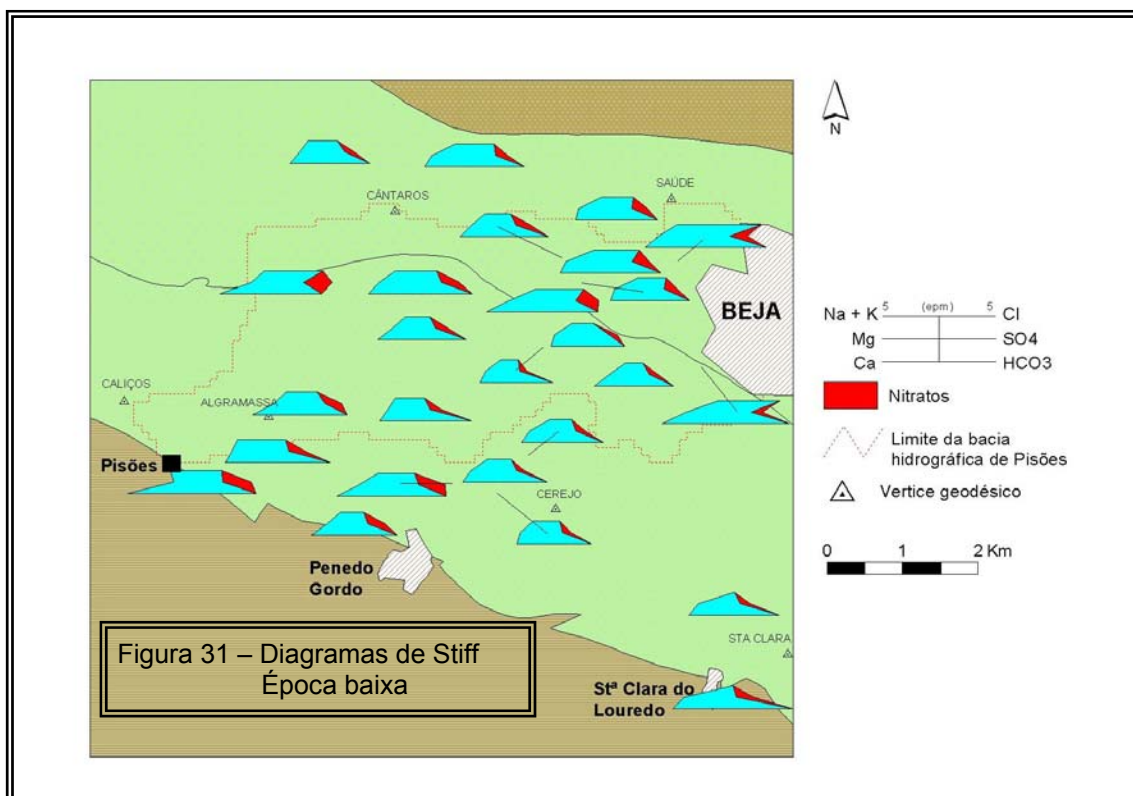 N
CÂNTAROS
SAÚDE
BEJA
CALIÇOS
ALGRAMASSA
Pisões
CEREJO
Penedo
Gordo
STA CLARA
Stª Clara do
Louredo
Figura 31 – Diagramas de Stiff
Época baixa
5 (epm) 5
Na + K Cl
Mg SO4
Ca HCO3
Nitratos
Limite da bacia
hidrográfica de Pisões
Vertice geodésico
0 1 2 Km